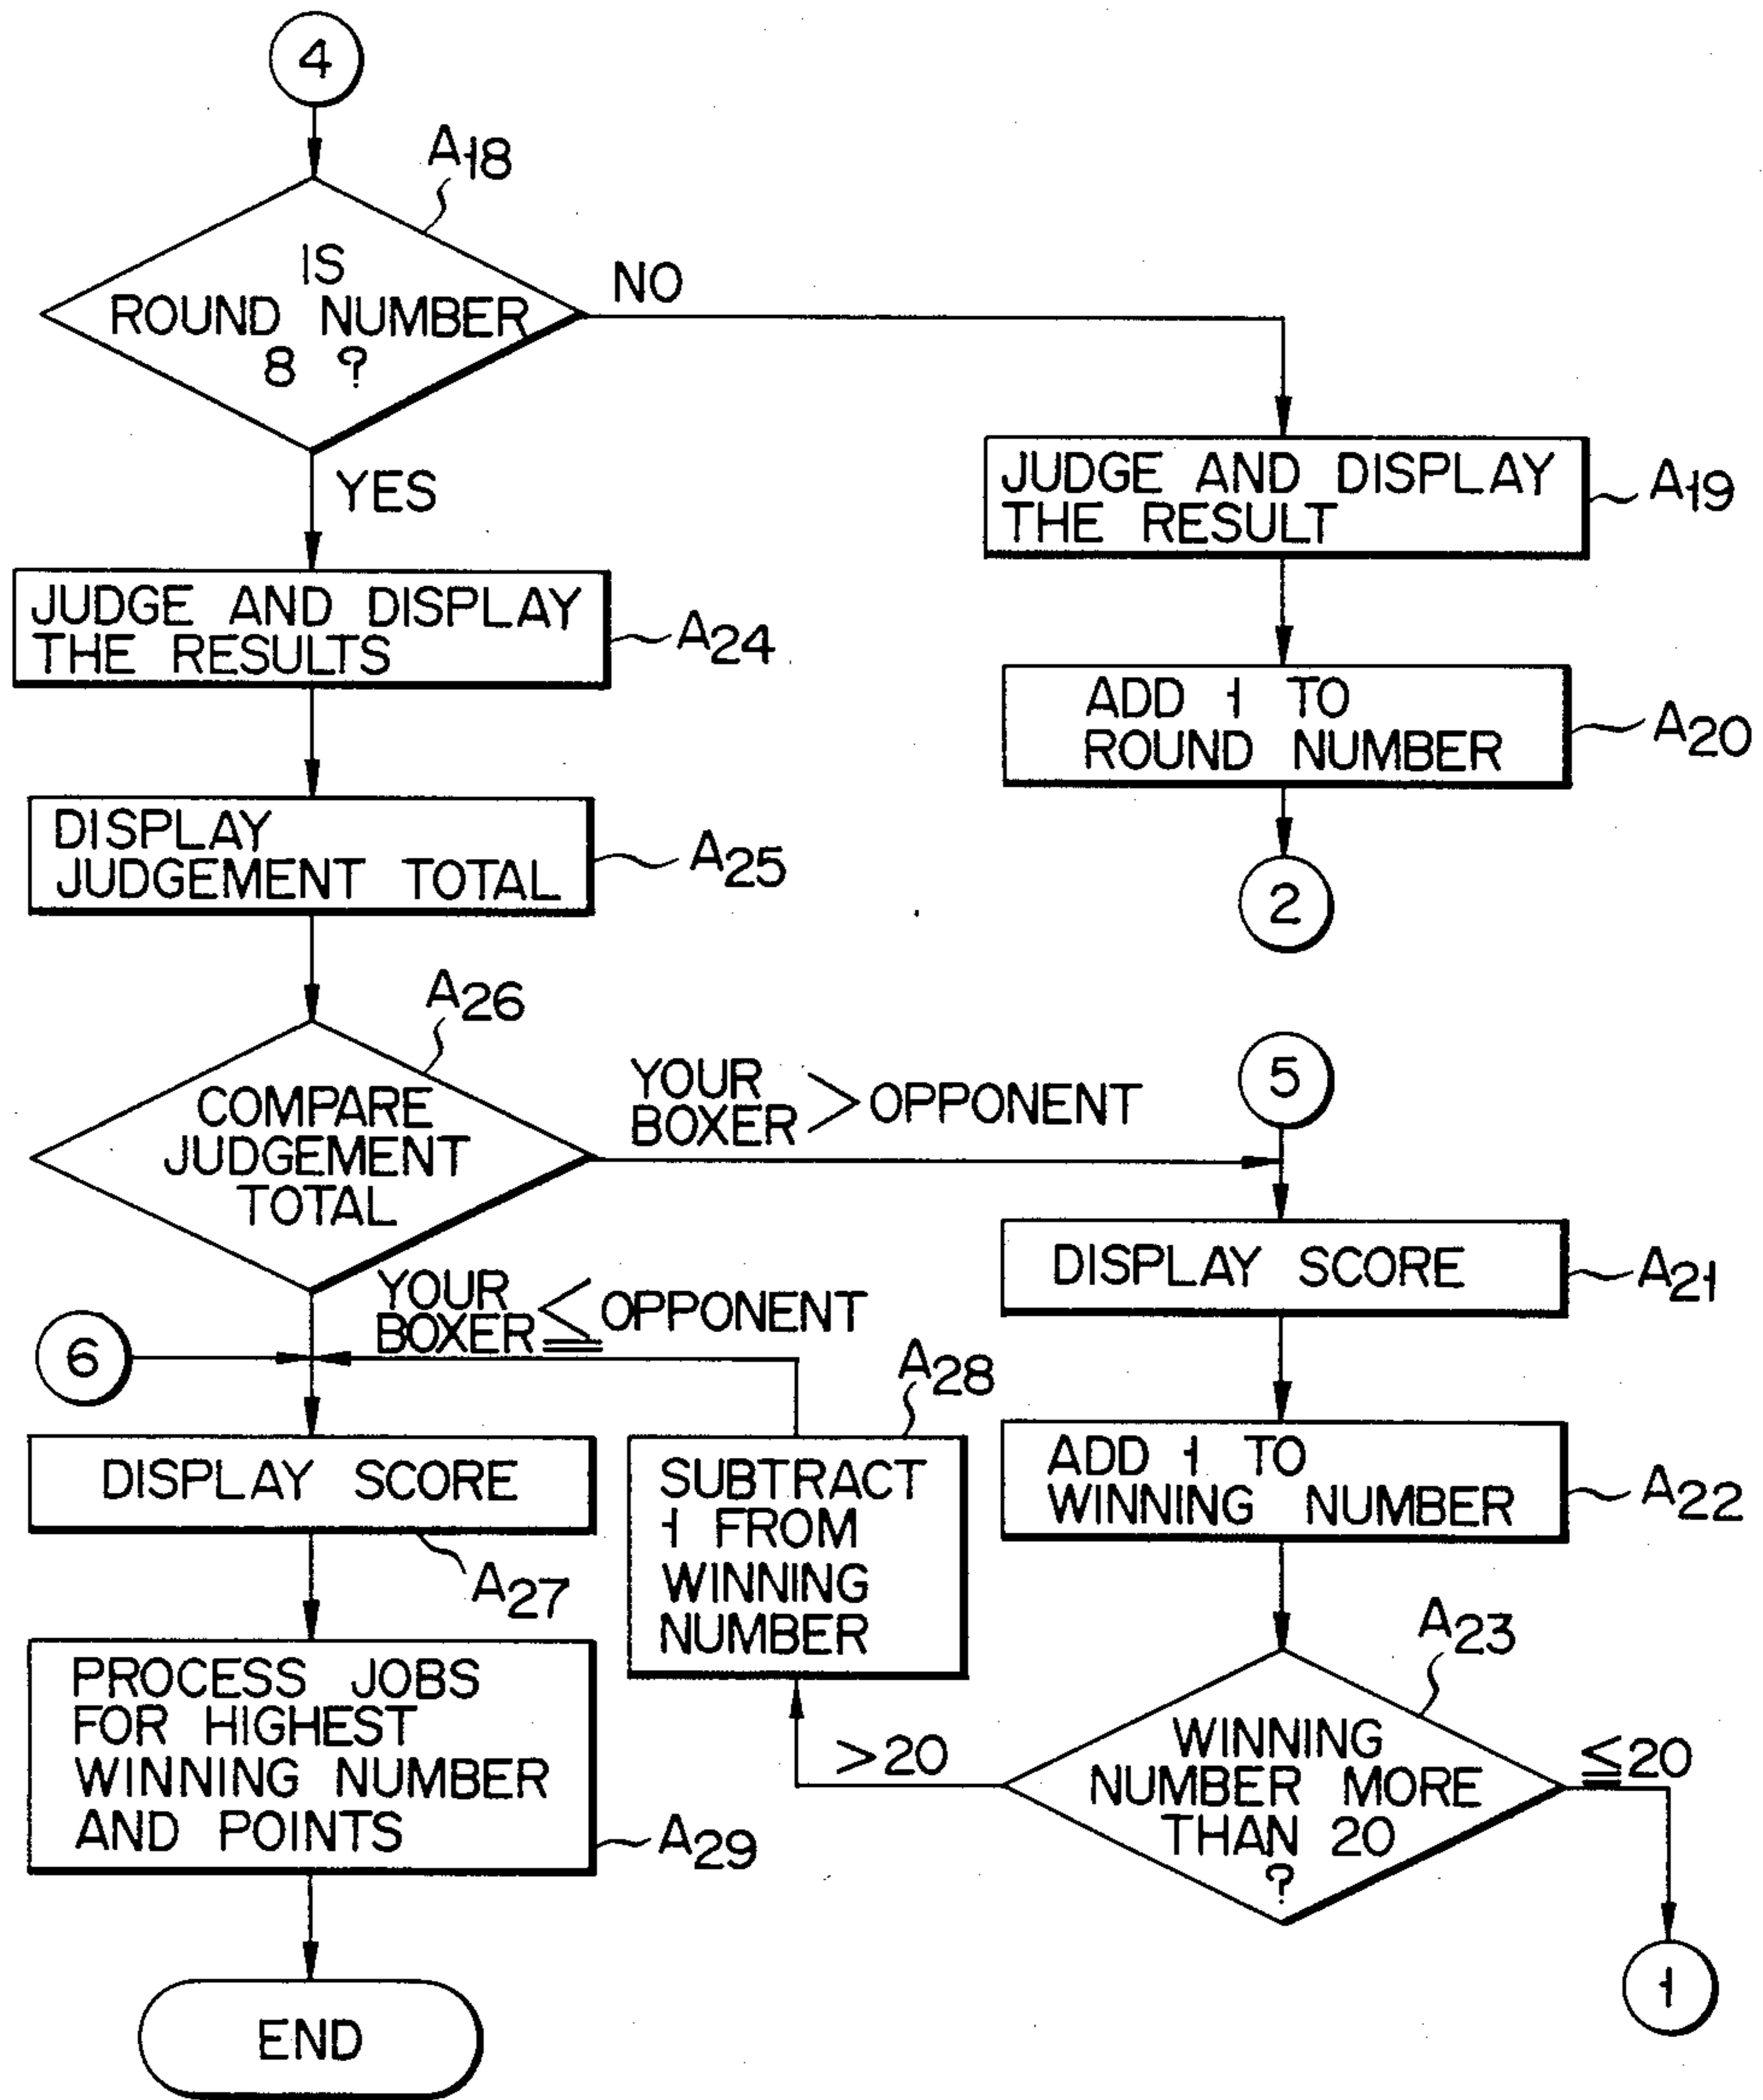 4
A18
IS
ROUND NUMBER
8 ?
NO
YES
JUDGE AND DISPLAY
THE RESULT
A19
JUDGE AND DISPLAY
THE RESULTS
A24
ADD 1 TO
ROUND NUMBER
A20
DISPLAY
JUDGEMENT TOTAL
A25
2
A26
COMPARE
JUDGEMENT
TOTAL
YOUR
BOXER > OPPONENT
5
DISPLAY SCORE
A21
YOUR
BOXER ≦ OPPONENT
6
A28
DISPLAY SCORE
A27
SUBTRACT
1 FROM
WINNING
NUMBER
ADD 1 TO
WINNING NUMBER
A22
A23
PROCESS JOBS
FOR HIGHEST
WINNING NUMBER
AND POINTS
A29
>20
WINNING
NUMBER MORE
THAN 20
?
≦20
1
END